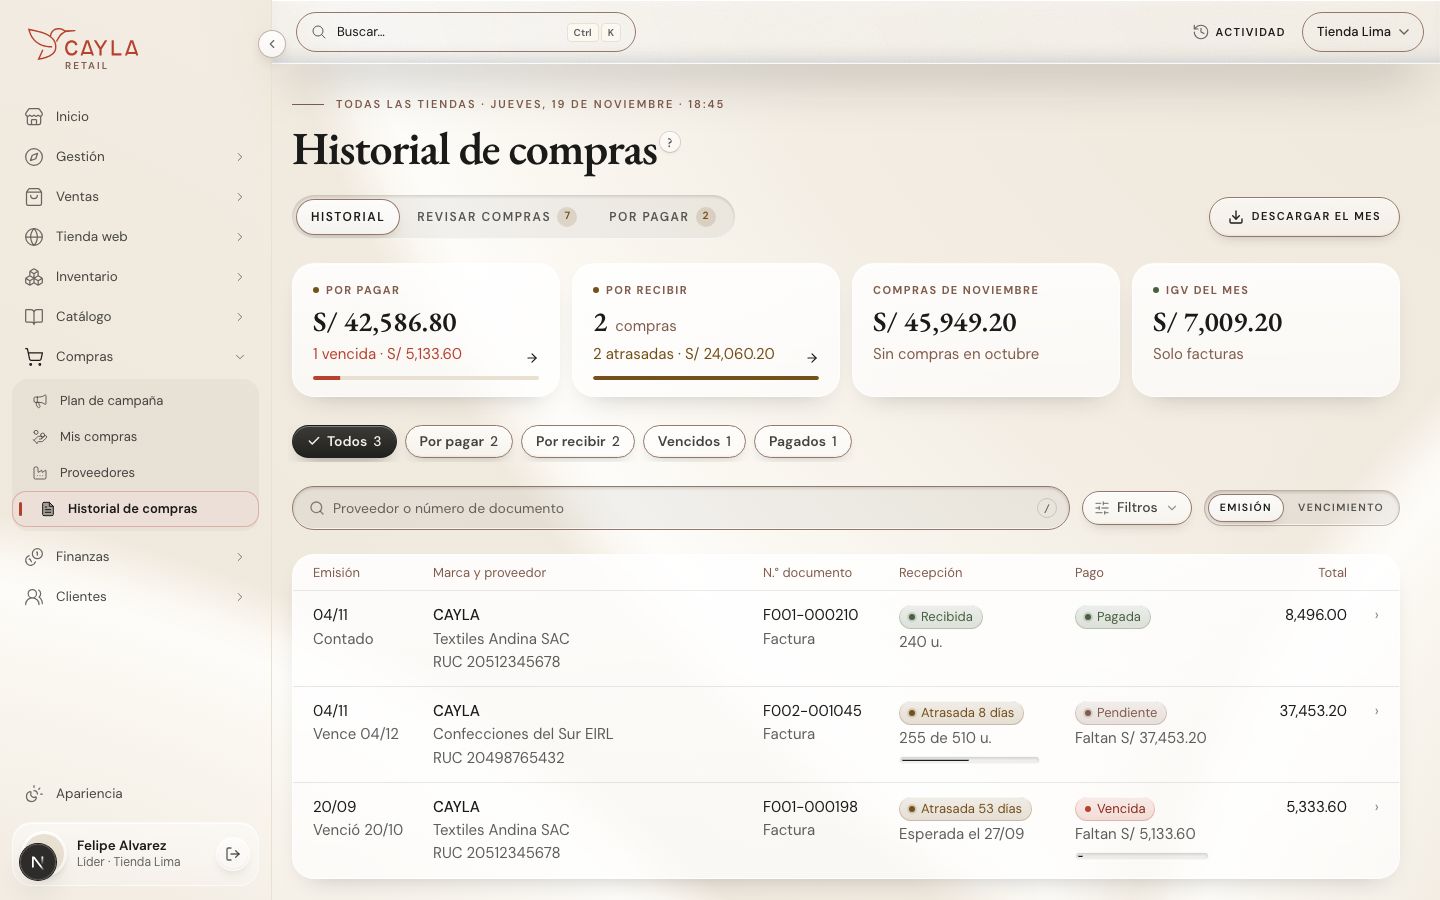 CAYLA
RETAIL
Inicio
Gestión
Ventas
Tienda web
Inventario
Catálogo
Compras
Plan de campaña
Mis compras
Proveedores
Historial de compras
Finanzas
Clientes
Apariencia
N
Felipe Alvarez
Líder · Tienda Lima
Buscar... Ctrl K
ACTIVIDAD
Tienda Lima
TODAS LAS TIENDAS · JUEVES, 19 DE NOVIEMBRE · 18:45
Historial de compras ?
HISTORIAL REVISAR COMPRAS 7 POR PAGAR 2
DESCARGAR EL MES
POR PAGAR
S/ 42,586.80
1 vencida · S/ 5,133.60
POR RECIBIR
2 compras
2 atrasadas · S/ 24,060.20
COMPRAS DE NOVIEMBRE
S/ 45,949.20
Sin compras en octubre
IGV DEL MES
S/ 7,009.20
Solo facturas
Todos 3 Por pagar 2 Por recibir 2 Vencidos 1 Pagados 1
Proveedor o número de documento /
Filtros
EMISIÓN VENCIMIENTO
Emisión Marca y proveedor N.° documento Recepción Pago Total
04/11 CAYLA F001-000210 Recibida Pagada 8,496.00
Contado Textiles Andina SAC Factura 240 u.
RUC 20512345678
04/11 CAYLA F002-001045 Atrasada 8 días Pendiente 37,453.20
Vence 04/12 Confecciones del Sur EIRL Factura 255 de 510 u. Faltan S/ 37,453.20
RUC 20498765432
20/09 CAYLA F001-000198 Atrasada 53 días Vencida 5,333.60
Venció 20/10 Textiles Andina SAC Factura Esperada el 27/09 Faltan S/ 5,133.60
RUC 20512345678